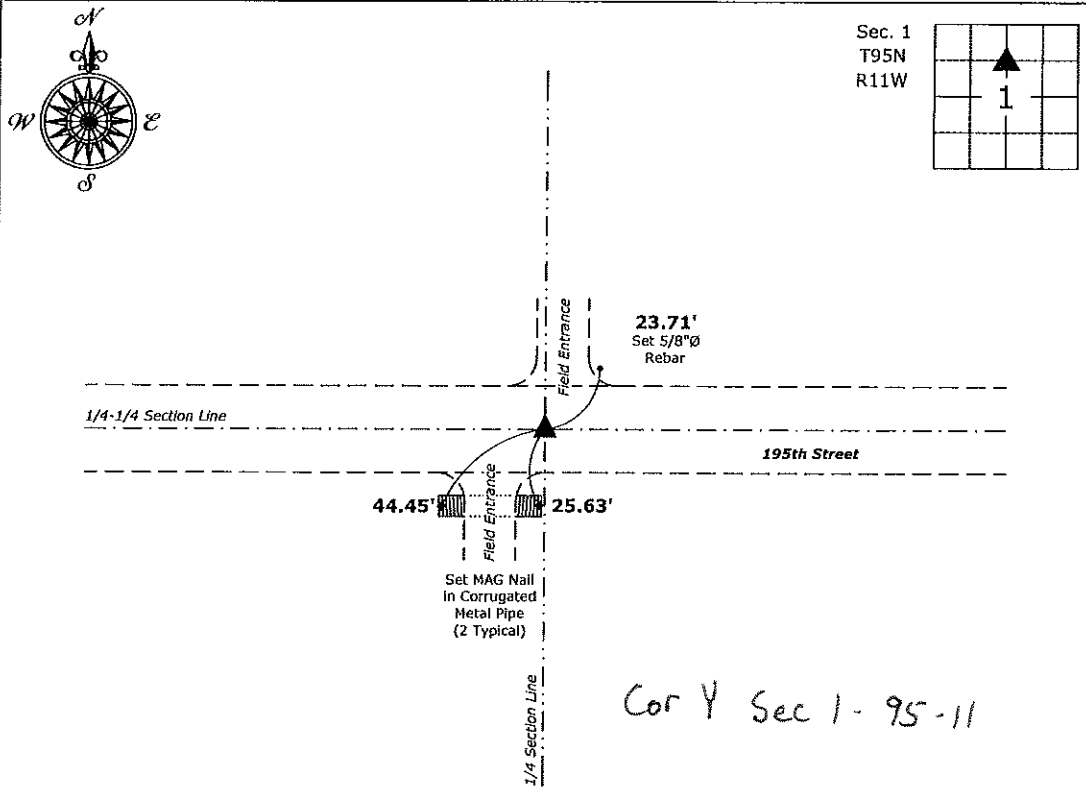 N
W
E
S
Sec. 1
T95N
R11W
1
Field Entrance
23.71'
Set 5/8"Ø
Rebar
1/4-1/4 Section Line
195th Street
44.45'
Field Entrance
25.63'
Set MAG Nail
in Corrugated
Metal Pipe
(2 Typical)
1/4 Section Line
Cor Y Sec 1-95-11